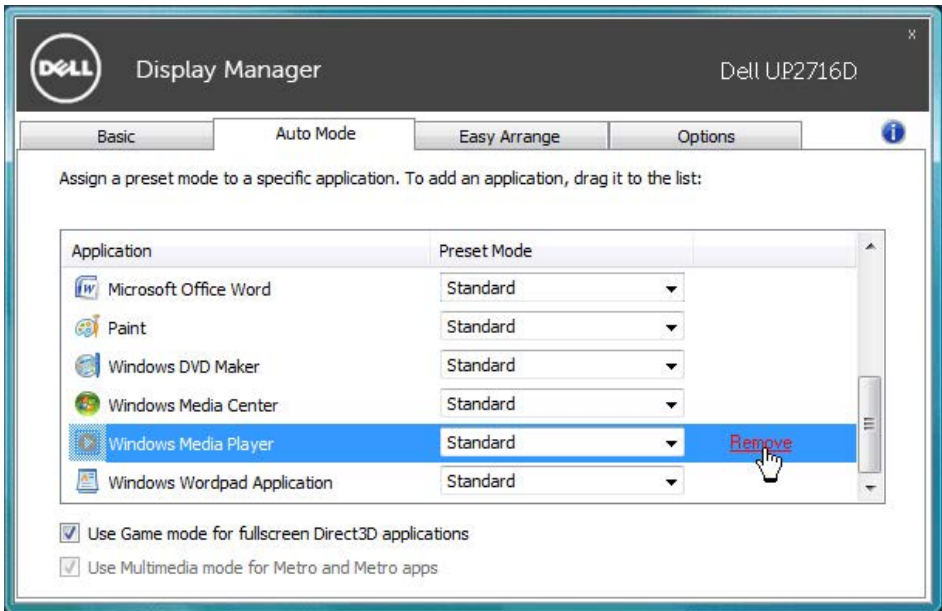 x
DELL Display Manager Dell UP2716D
Basic Auto Mode Easy Arrange Options i
Assign a preset mode to a specific application. To add an application, drag it to the list:
Application Preset Mode
Microsoft Office Word Standard
Paint Standard
Windows DVD Maker Standard
Windows Media Center Standard
Windows Media Player Standard Remove
Windows Wordpad Application Standard
Use Game mode for fullscreen Direct3D applications
Use Multimedia mode for Metro and Metro apps